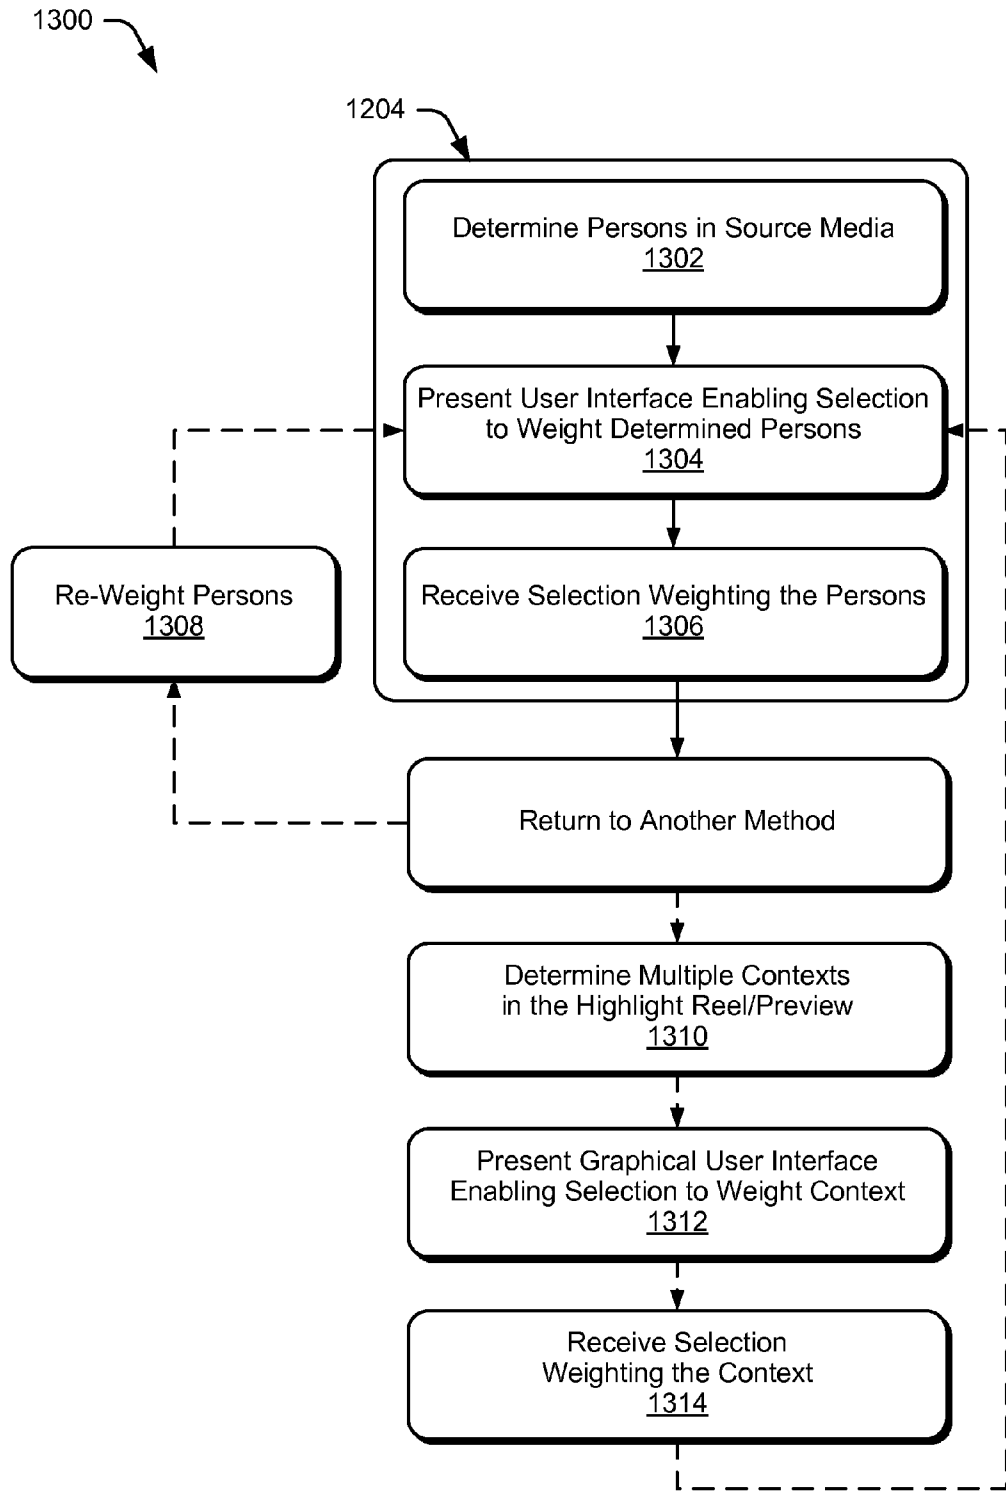 1300
1204
Determine Persons in Source Media
1302
Present User Interface Enabling Selection
to Weight Determined Persons
1304
Receive Selection Weighting the Persons
1306
Re-Weight Persons
1308
Return to Another Method
Determine Multiple Contexts
in the Highlight Reel/Preview
1310
Present Graphical User Interface
Enabling Selection to Weight Context
1312
Receive Selection
Weighting the Context
1314